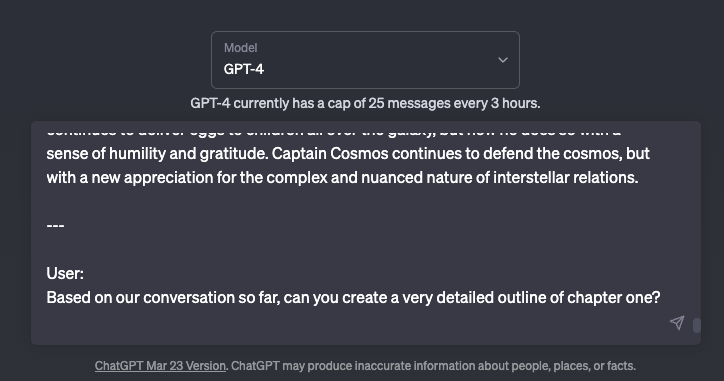 Model
GPT-4
GPT-4 currently has a cap of 25 messages every 3 hours.
continues to deliver eggs to children all over the galaxy, but now he does so with a
sense of humility and gratitude. Captain Cosmos continues to defend the cosmos, but
with a new appreciation for the complex and nuanced nature of interstellar relations.
---
User:
Based on our conversation so far, can you create a very detailed outline of chapter one?
ChatGPT Mar 23 Version. ChatGPT may produce inaccurate information about people, places, or facts.